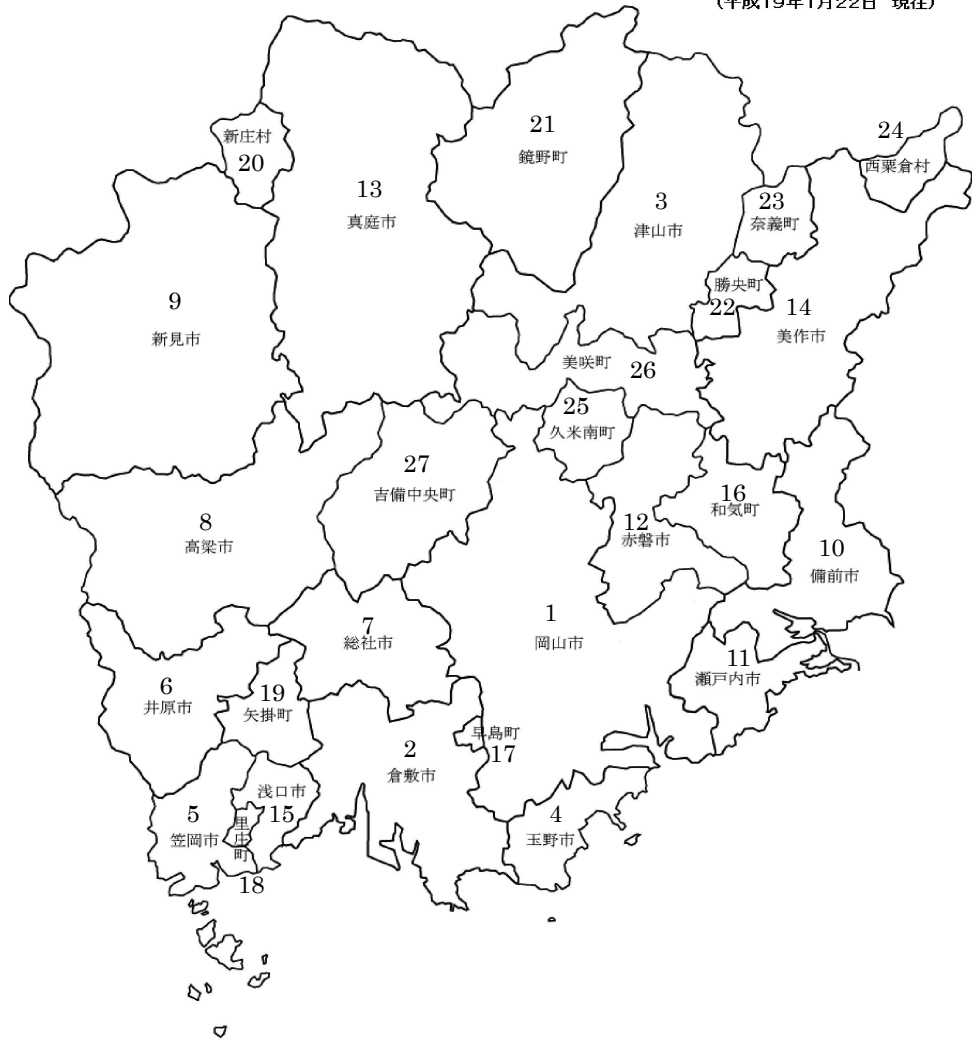 (平成19年1月22日 現在)
21
鏡野町
24
西粟倉村
新庄村
20
13
真庭市
3
津山市
23
奈義町
9
新見市
勝央町
22
14
美作市
美咲町
26
25
久米南町
27
吉備中央町
16
和気町
8
高梁市
12
赤磐市
10
備前市
7
総社市
1
岡山市
11
瀬戸内市
6
井原市
19
矢掛町
2
倉敷市
早島町
17
浅口市
15
5
笠岡市
里庄町
18
4
玉野市